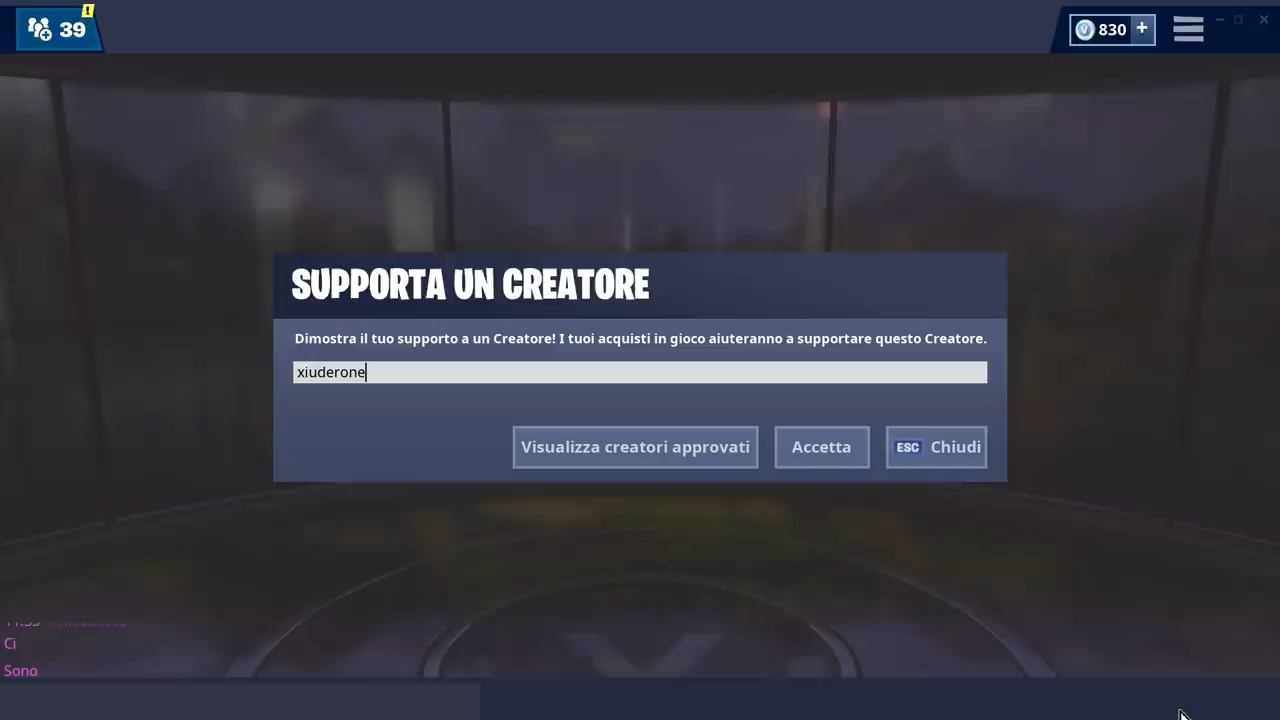 39
830 +
SUPPORTA UN CREATORE
Dimostra il tuo supporto a un Creatore! I tuoi acquisti in gioco aiuteranno a supportare questo Creatore.
xiuderone
Visualizza creatori approvati
Accetta
ESC Chiudi
Ci
Sono